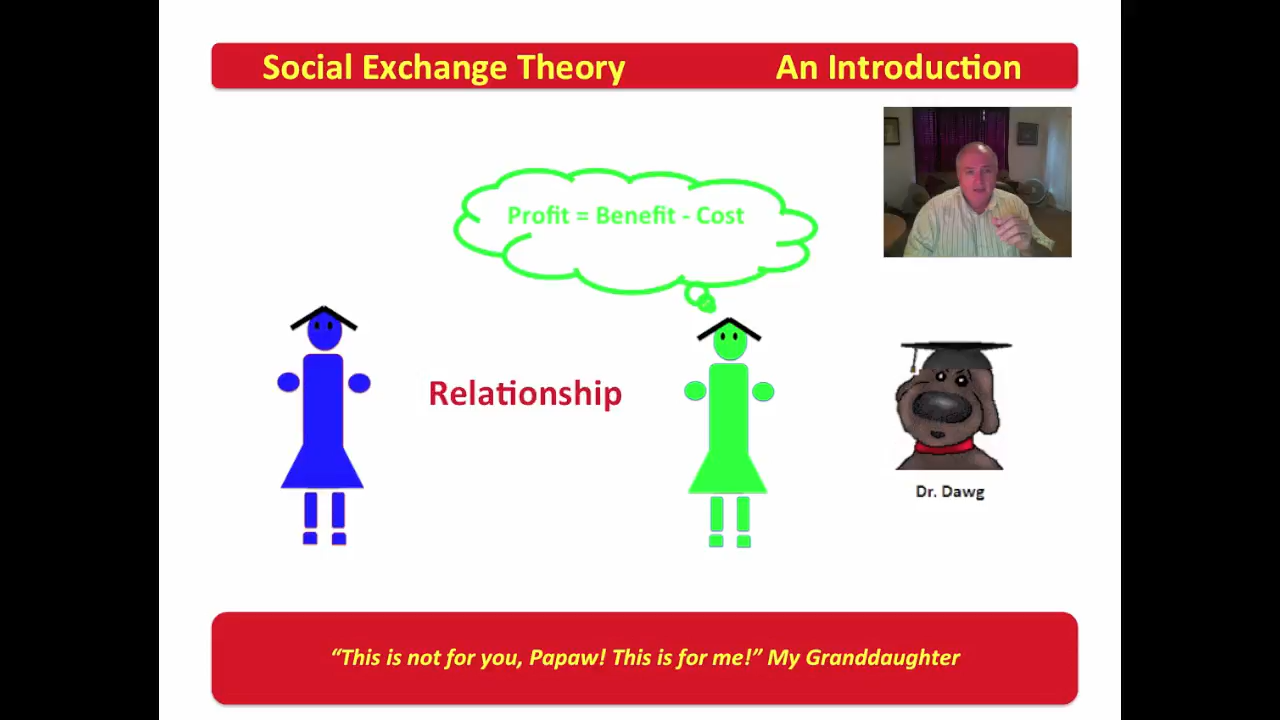 Social Exchange Theory An Introduction
Profit = Benefit - Cost
Relationship
Dr. Dawg
“This is not for you, Papaw! This is for me!” My Granddaughter